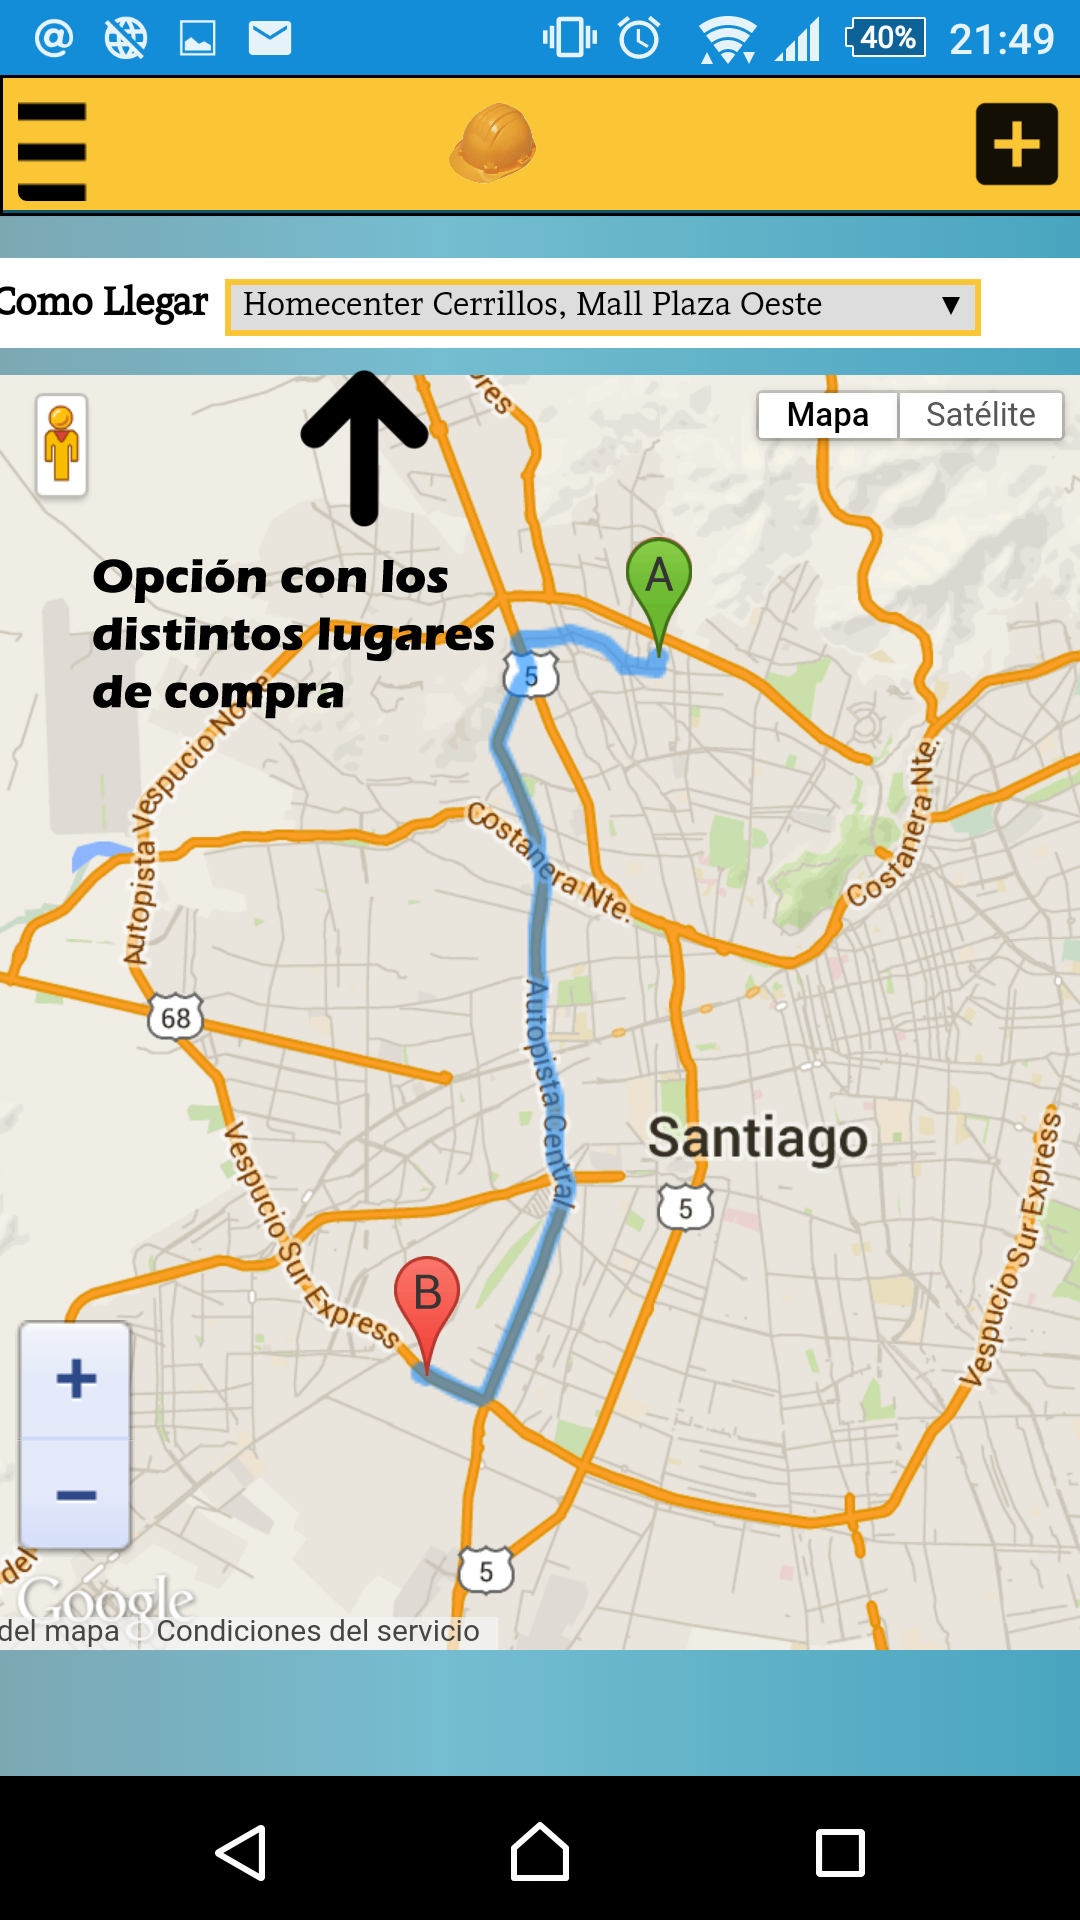 40% 21:49
Como Llegar Homecenter Cerrillos, Mall Plaza Oeste
Mapa Satélite
Opción con los
distintos lugares
de compra
A
5
Autopista Vespucio Norte
Costanera Nte.
Costanera Nte.
68
Autopista Central
Santiago
5
Vespucio Sur Express
Vespucio Sur Express
B
5
Google
del mapa Condiciones del servicio